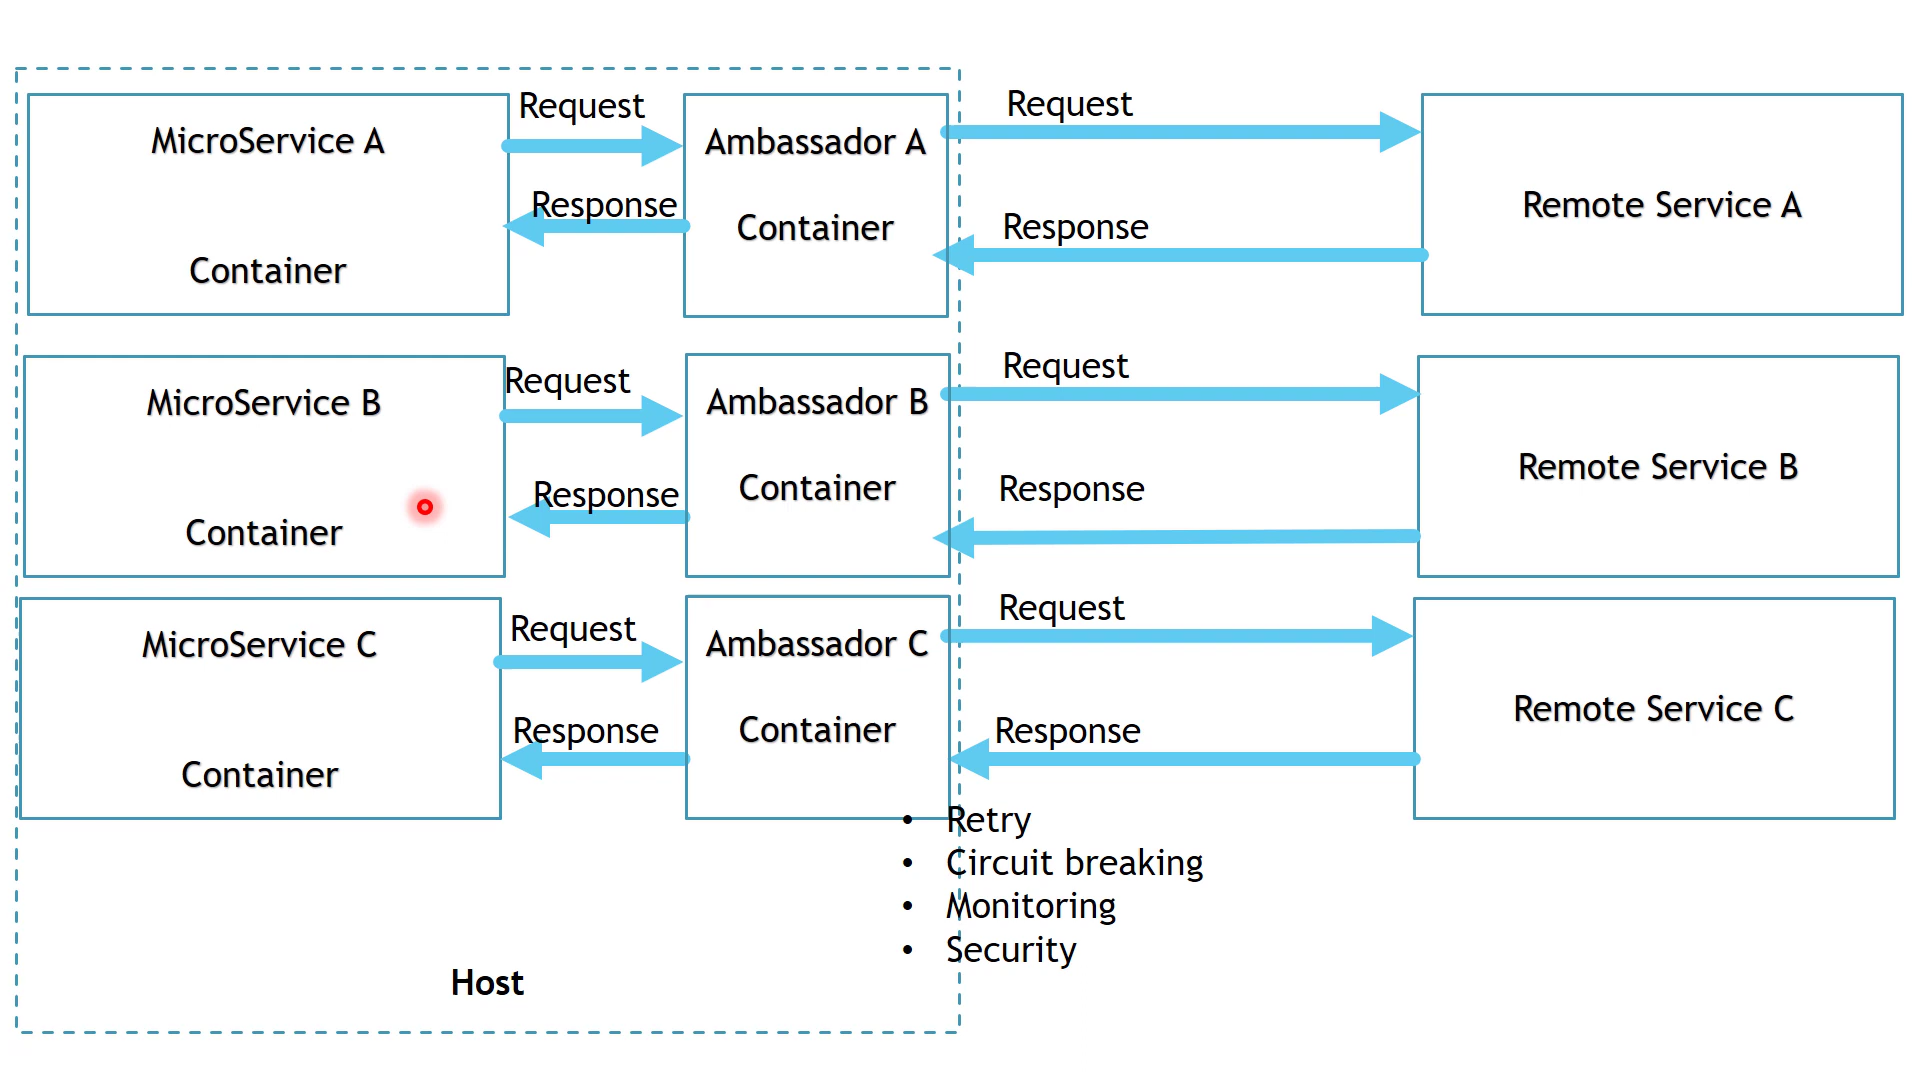 Request
Request
MicroService A
Ambassador A
Response
Remote Service A
Container
Response
Container
Request
Request
MicroService B
Ambassador B
Response
Remote Service B
Container
Response
Container
Request
Request
MicroService C
Ambassador C
Response
Remote Service C
Container
Response
Container
• Retry
• Circuit breaking
• Monitoring
• Security
Host